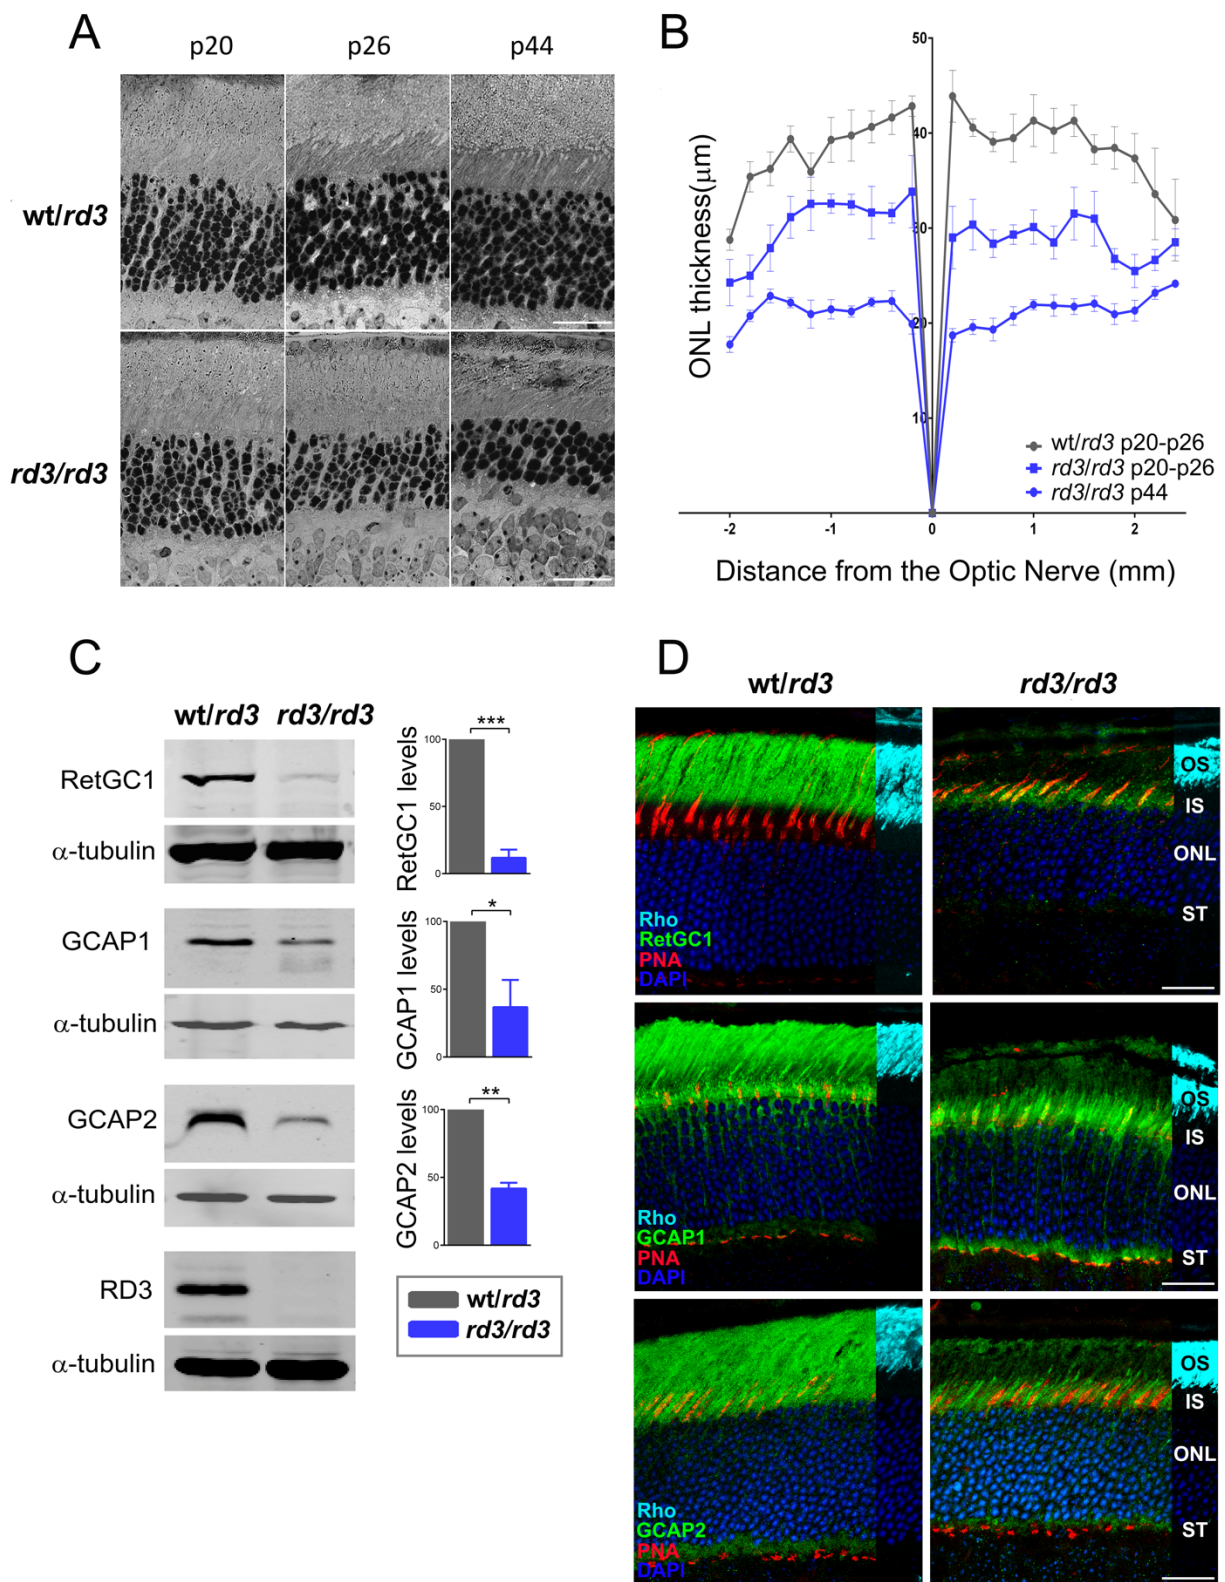 A
p20 p26 p44
wt/rd3
rd3/rd3
B
50
40
30
20
10
ONL thickness(μm)
-2 -1 0 1 2
Distance from the Optic Nerve (mm)
wt/rd3 p20-p26
rd3/rd3 p20-p26
rd3/rd3 p44
C
wt/rd3 rd3/rd3
RetGC1
α-tubulin
GCAP1
α-tubulin
GCAP2
α-tubulin
RD3
α-tubulin
RetGC1 levels
100
50
0
***
GCAP1 levels
100
50
0
*
GCAP2 levels
100
50
0
**
wt/rd3
rd3/rd3
D
wt/rd3 rd3/rd3
Rho
RetGC1
PNA
DAPI
OS
IS
ONL
ST
Rho
GCAP1
PNA
DAPI
OS
IS
ONL
ST
Rho
GCAP2
PNA
DAPI
OS
IS
ONL
ST